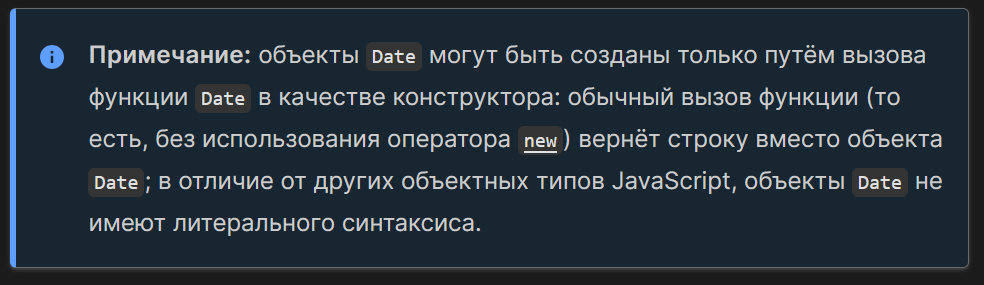 Примечание: объекты Date могут быть созданы только путём вызова
функции Date в качестве конструктора: обычный вызов функции (то
есть, без использования оператора new) вернёт строку вместо объекта
Date; в отличие от других объектных типов JavaScript, объекты Date не
имеют литерального синтаксиса.